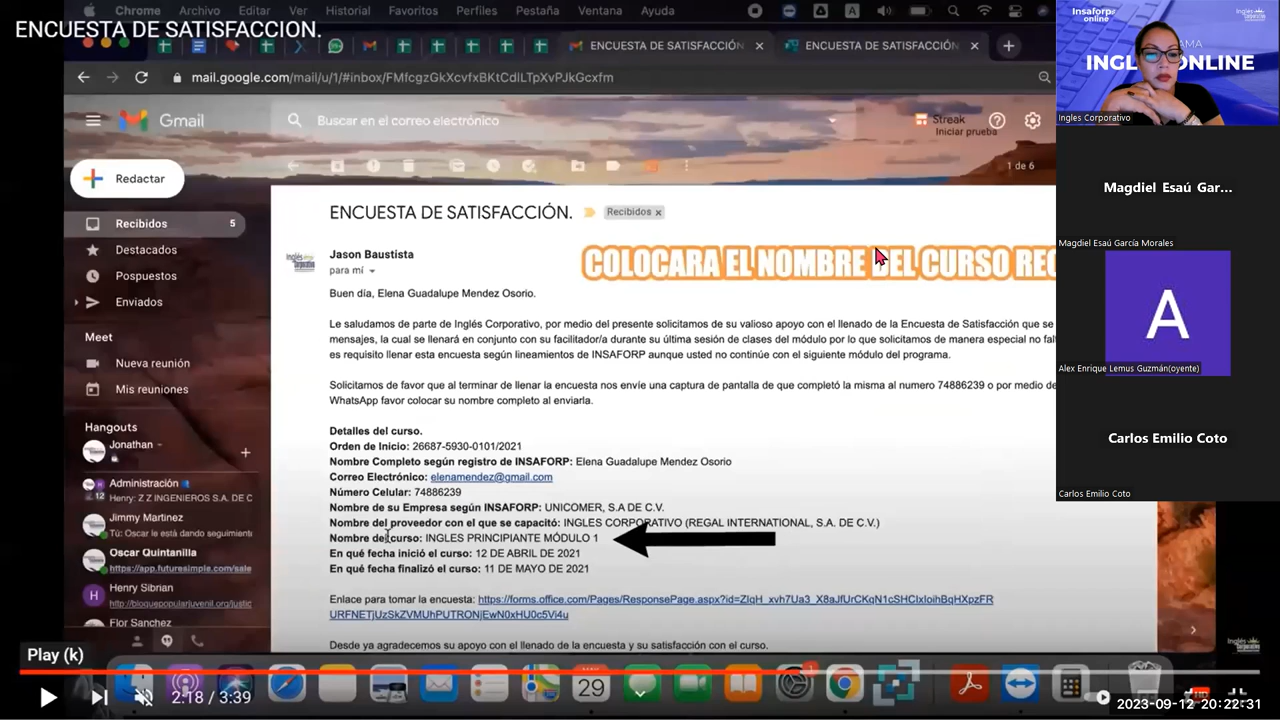 ENCUESTA DE SATISFACCION.
Chrome Archivo Editar Ver Historial Favoritos Perfiles Pestaña Ventana Ayuda
ENCUESTA DE SATISFACCIÓN
ENCUESTA DE SATISFACCIÓN
mail.google.com/mail/u/1/#inbox/FMfcgzGkXcvfxBKtCdlLTpXxPJkGcxfm
Gmail
Buscar en el correo electrónico
Streak
Iniciar prueba
Redactar
1 de 6
Recibidos 5
Destacados
Pospuestos
Enviados
Meet
Nueva reunión
Mis reuniones
Hangouts
Jonathan
Administración
12
Henry: Z Z INGENIEROS S.A. DE C
Jimmy Martinez
Tú: Oscar le está dando seguimient
Oscar Quintanilla
https://app.futuresimple.com/sale
H
Henry Sibrian
http://bloquepopularjuvenil.org/justic
Flor Sanchez
ENCUESTA DE SATISFACCIÓN. Recibidos x
Jason Bautista
para mí
COLOCARA EL NOMBRE DEL CURSO REC
Buen día, Elena Guadalupe Mendez Osorio.
Le saludamos de parte de Inglés Corporativo, por medio del presente solicitamos de su valioso apoyo con el llenado de la Encuesta de Satisfacción que se
mensajes, la cual se llenará en conjunto con su facilitador/a durante su última sesión de clases del módulo por lo que solicitamos de manera especial no fal
es requisito llenar esta encuesta según lineamientos de INSAFORP aunque usted no continúe con el siguiente módulo del programa.
Solicitamos de favor que al terminar de llenar la encuesta nos envíe una captura de pantalla de que completó la misma al numero 74886239 o por medio de
WhatsApp favor colocar su nombre completo al enviarla.
Detalles del curso.
Orden de Inicio: 26687-5930-0101/2021
Nombre Completo según registro de INSAFORP: Elena Guadalupe Mendez Osorio
Correo Electrónico: elenamendez@gmail.com
Número Celular: 74886239
Nombre de su Empresa según INSAFORP: UNICOMER, S.A DE C.V.
Nombre del proveedor con el que se capacitó: INGLES CORPORATIVO (REGAL INTERNATIONAL, S.A. DE C.V.)
Nombre del curso: INGLES PRINCIPIANTE MÓDULO 1
En qué fecha inició el curso: 12 DE ABRIL DE 2021
En qué fecha finalizó el curso: 11 DE MAYO DE 2021
Enlace para tomar la encuesta: https://forms.office.com/Pages/ResponsePage.aspx?id=ZIqH_xvh7Ua3_X8aJfUrCKqN1cSHCIxIoihBqHXpzFR
URFNETjUzSkZVMUhPUTRONjEwN0xHU0c5Vi4u
Desde ya agradecemos su apoyo con el llenado de la encuesta y su satisfacción con el curso.
Play (k)
29
2:18 / 3:39
Insaforp
online
INGL ONLINE
Ingles Corporativo
Magdiel Esaú Gar...
Magdiel Esaú García Morales
A
Alex Enrique Lemus Guzmán(oyente)
Carlos Emilio Coto
Carlos Emilio Coto
2023-09-12 20:22:31